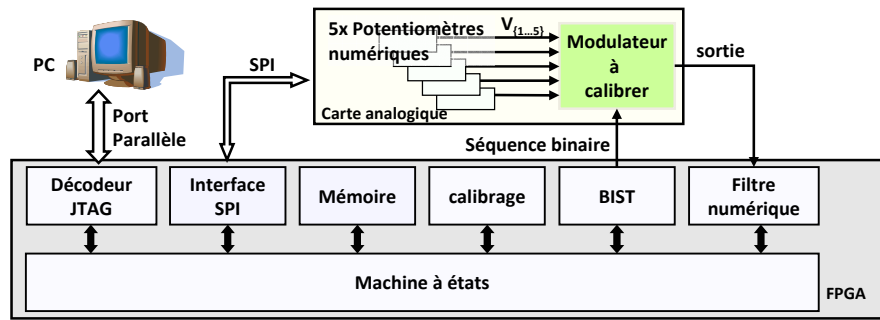 PC
Port
Parallèle
SPI
5x Potentiomètres
numériques
V{1...5}
Modulateur
à
calibrer
Carte analogique
sortie
Séquence binaire
Décodeur
JTAG
Interface
SPI
Mémoire
calibrage
BIST
Filtre
numérique
Machine à états
FPGA